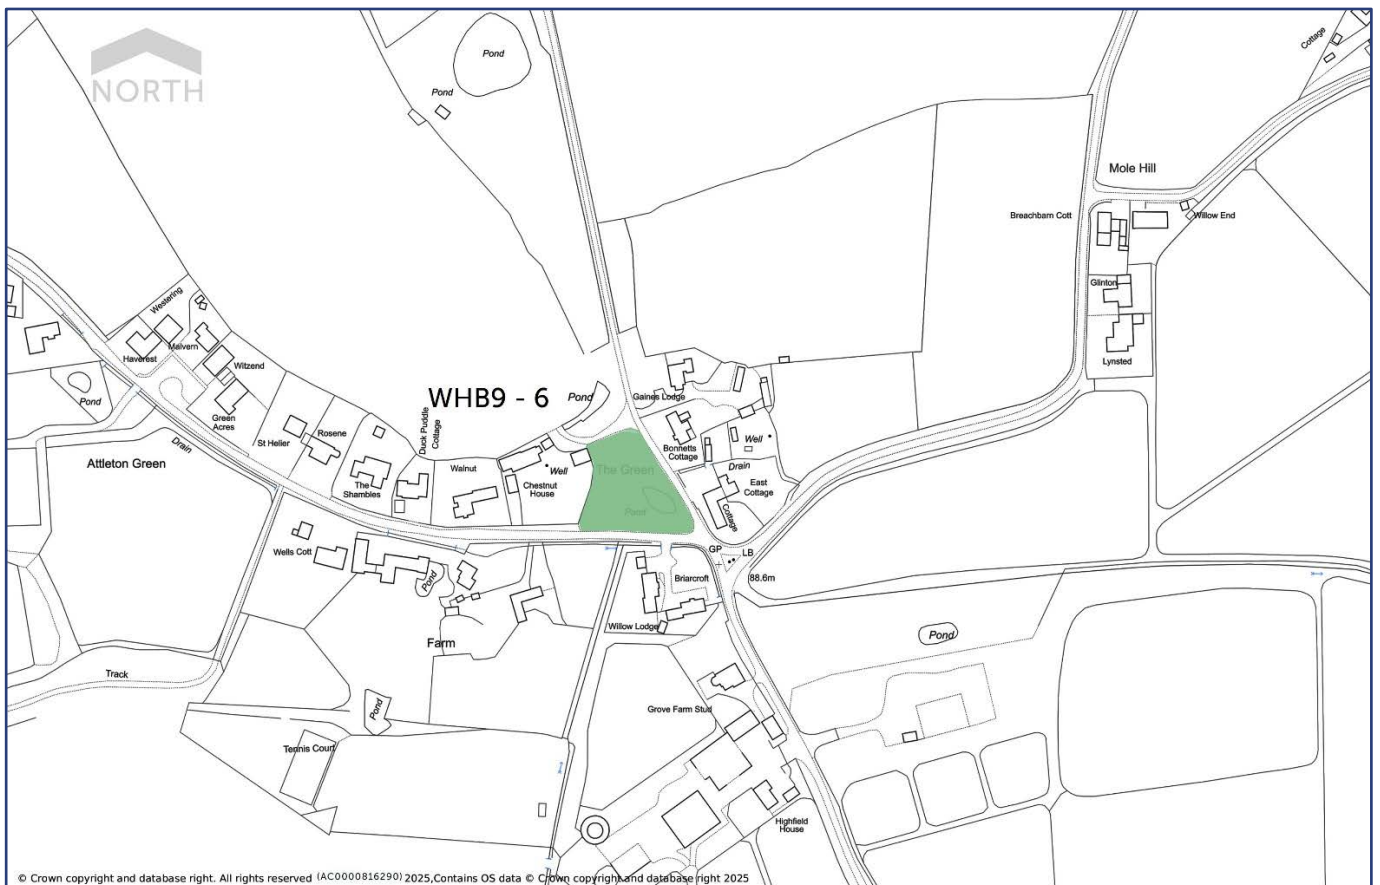 Pond
Cottage
NORTH
Pond
Mole Hill
Breachbarn Cott
Willow End
Glinton
Westering
Malvern
Haverest
Witzend
Lynsted
WHB9 - 6
Pond
Gaines Lodge
Pond
Green
Acres
St Helier
Rosene
Duck Puddle
Cottage
Bonnetts
Cottage
Well
Drain
Attleton Green
The
Shambles
Walnut
Well
Chestnut
House
The Green
Pond
Drain
East
Cottage
Cottage
GP
LB
88.6m
Wells Cott
Pond
Briarcroft
Willow Lodge
Farm
Pond
Track
Pond
Grove Farm Stud
Tennis Court
Highfield
House
© Crown copyright and database right. All rights reserved (AC0000816290) 2025,Contains OS data © Crown copyright and database right 2025